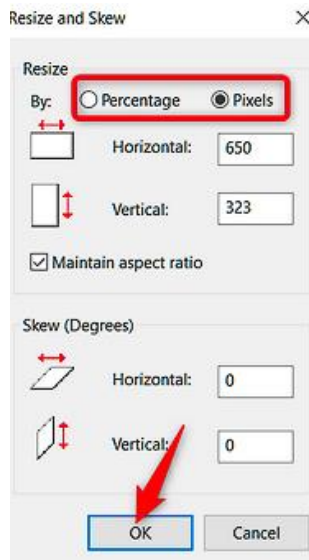 Resize and Skew
Resize
By: Percentage Pixels
Horizontal: 650
Vertical: 323
Maintain aspect ratio
Skew (Degrees)
Horizontal: 0
Vertical: 0
OK Cancel